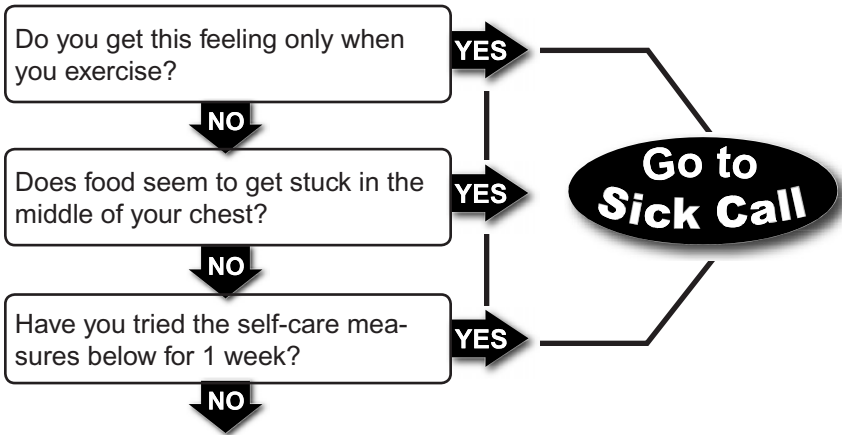 Do you get this feeling only when
you exercise?
YES
NO
Does food seem to get stuck in the
middle of your chest?
YES
Go to
Sick Call
NO
Have you tried the self-care mea-
sures below for 1 week?
YES
NO